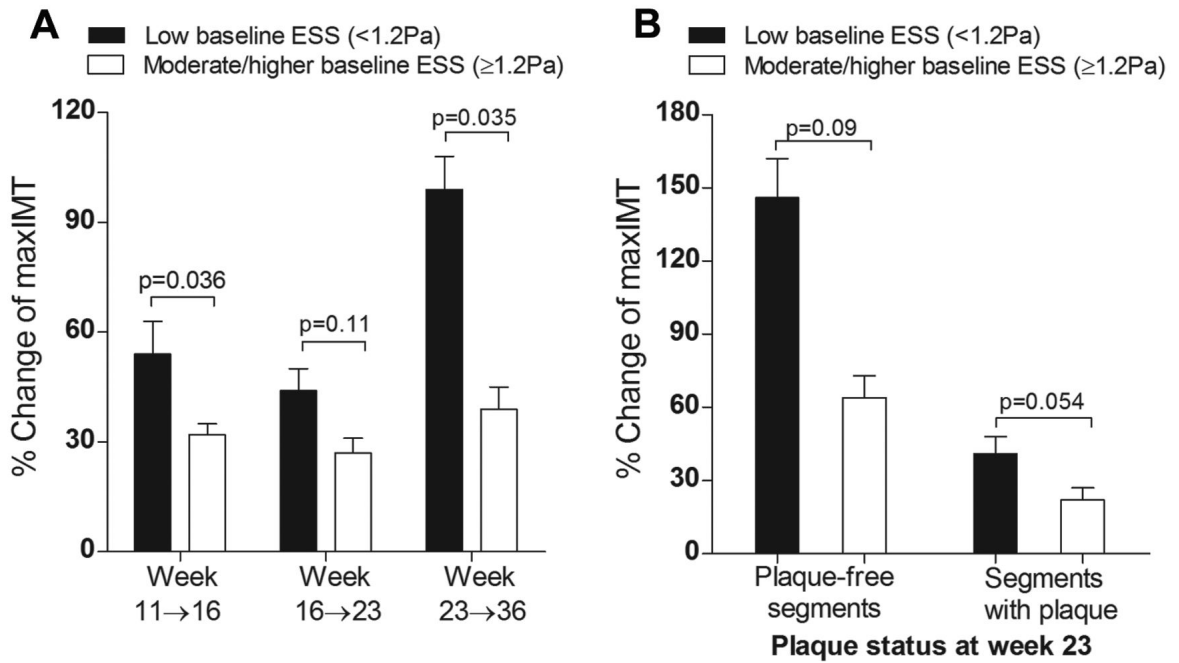 A
Low baseline ESS (<1.2Pa)
Moderate/higher baseline ESS (≥1.2Pa)
% Change of maxIMT
120
90
60
30
0
p=0.036
p=0.11
p=0.035
Week
11→16
Week
16→23
Week
23→36
B
Low baseline ESS (<1.2Pa)
Moderate/higher baseline ESS (≥1.2Pa)
% Change of maxIMT
180
150
120
90
60
30
0
p=0.09
p=0.054
Plaque-free
segments
Segments
with plaque
Plaque status at week 23